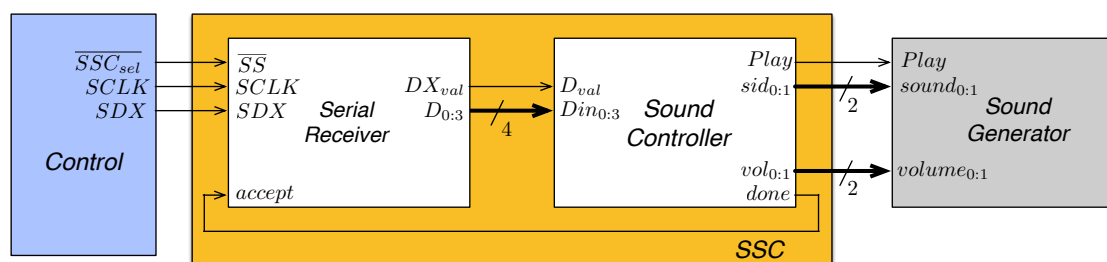 SSC_sel
SCLK
SDX
Control
SS
SCLK
SDX
Serial
Receiver
DX_val
D_0:3
accept
4
D_val
Din_0:3
Sound
Controller
Play
sid_0:1
vol_0:1
done
2
2
SSC
Play
sound_0:1
Sound
Generator
volume_0:1